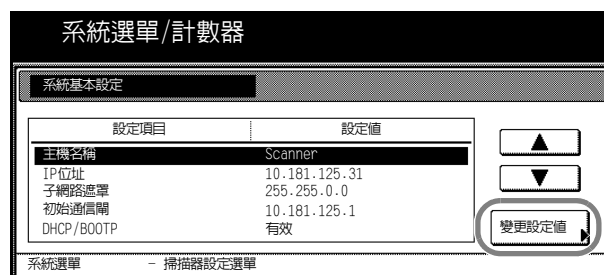 系統選單/計數器
系統基本設定
設定項目 設定值
主機名稱 Scanner
IP位址 10.181.125.31
子網路遮罩 255.255.0.0
初始通信閘 10.181.125.1
DHCP/BOOTP 有效
變更設定值
系統選單 - 掃描器設定選單